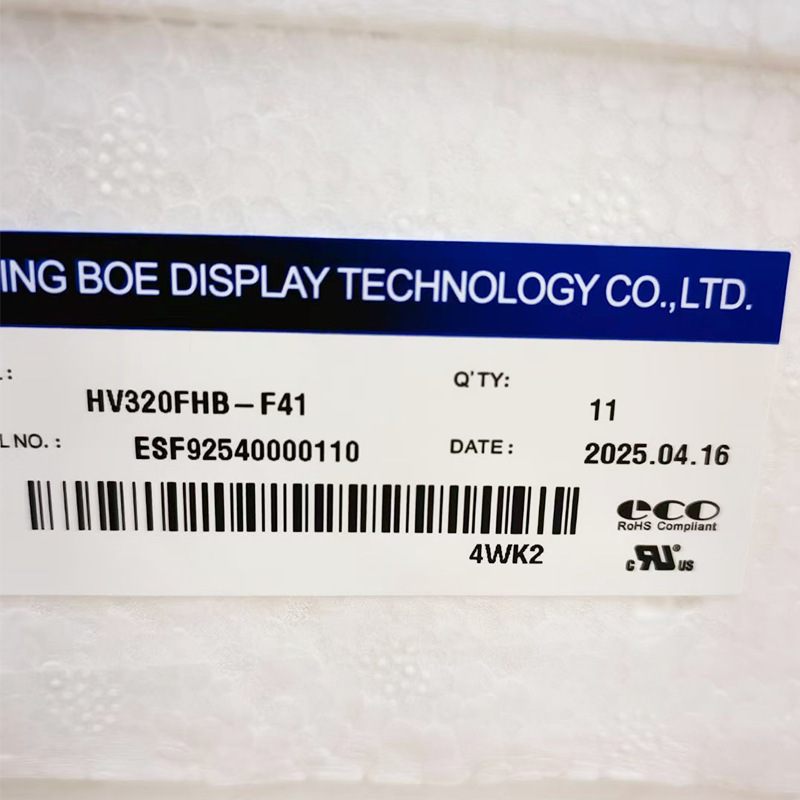 ING BOE DISPLAY TECHNOLOGY CO.,LTD.
Q'TY:
HV320FHB-F41 11
L NO.: ESF92540000110 DATE: 2025.04.16
eco
RoHS Compliant
4WK2
c RU ® US